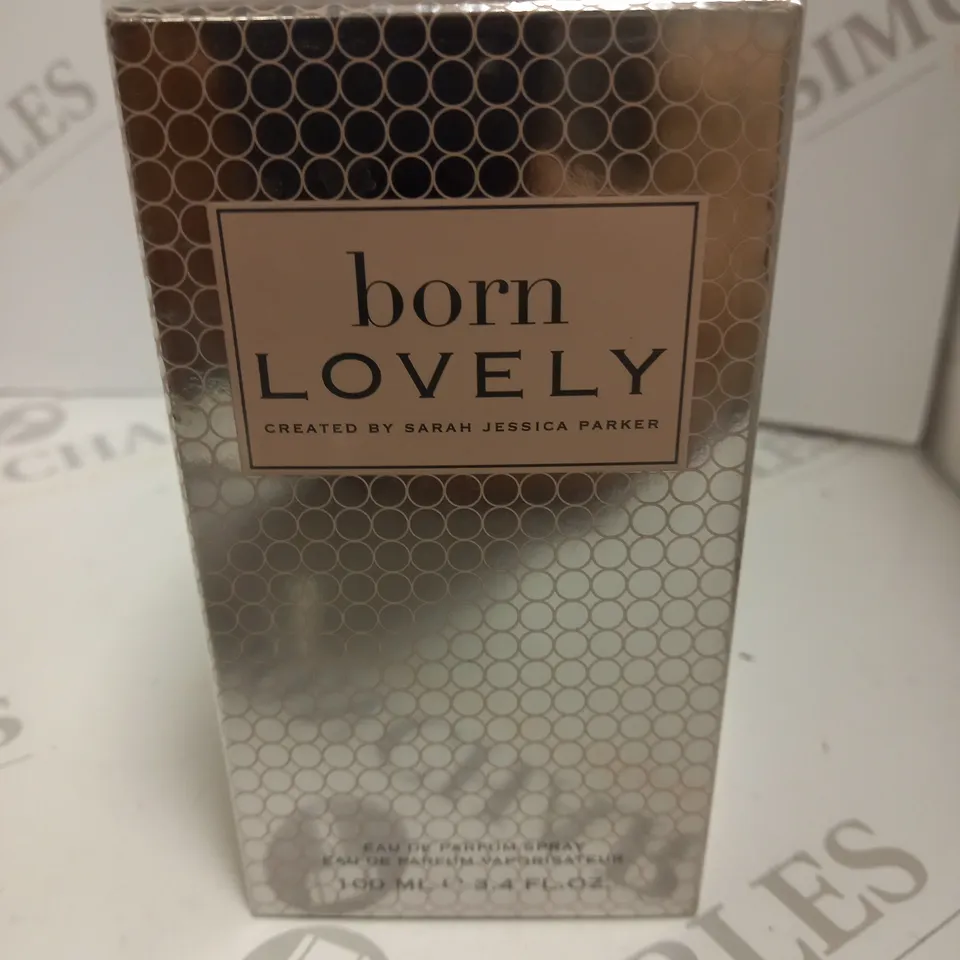 born
LOVELY
CREATED BY SARAH JESSICA PARKER
EAU DE PARFUM SPRAY
EAU DE PARFUM VAPORISATEUR
100 ML ℮ 3.4 FL.OZ.